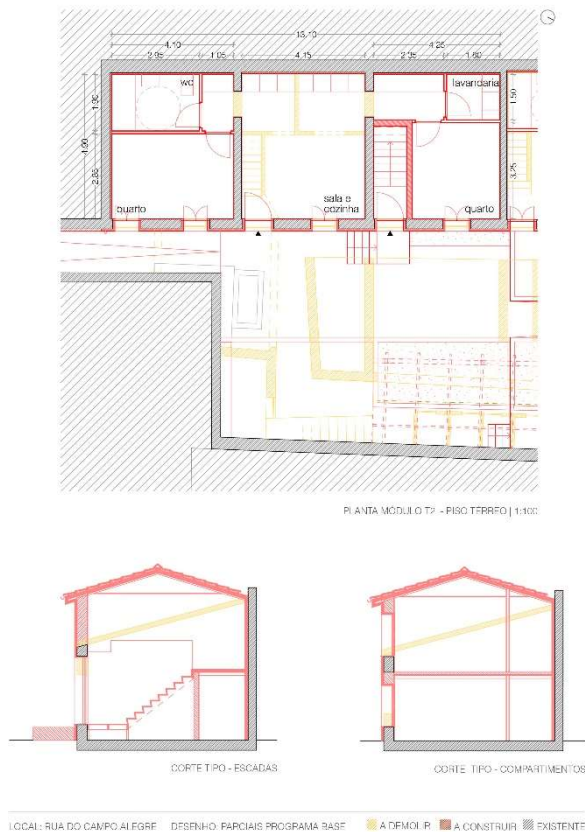 13.10
4.10 4.25
2.95 1.05 4.15 2.35 1.60
wc lavandaria
1.90 1.50
4.90
2.85 3.25
quarto sala e cozinha quarto
PLANTA MODULO T2 - PISO TÉRREO | 1:100
CORTE TIPO - ESCADAS CORTE TIPO - COMPARTIMENTOS
LOCAL: RUA DO CAMPO ALEGRE DESENHO: PARCIAIS PROGRAMA BASE A DEMOLIR A CONSTRUIR EXISTENTE